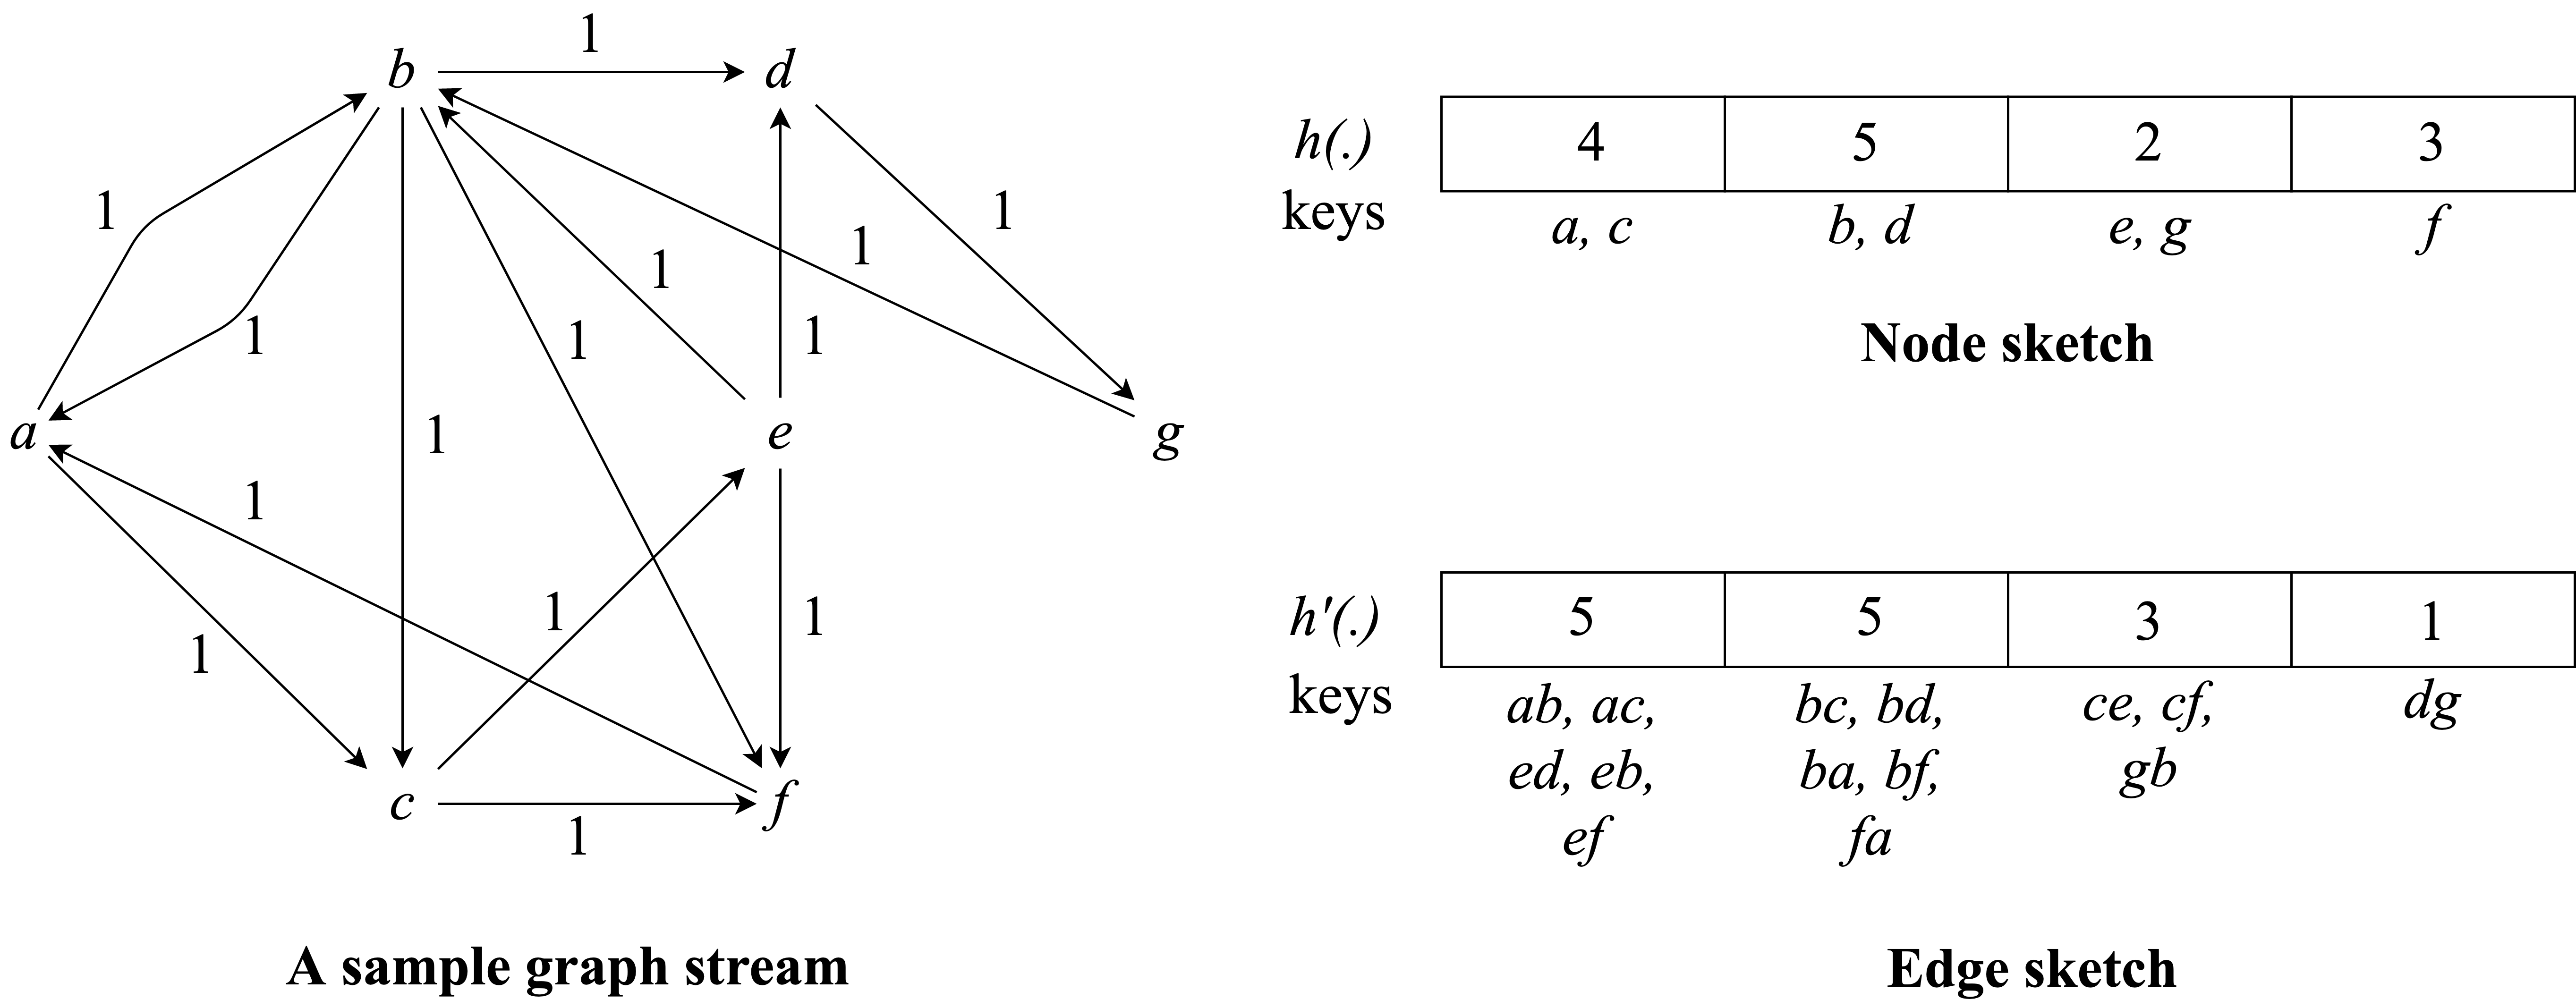 1
b
d
1
1
1
1
1
1
1
1
a
e
g
1
1
1
1
1
c
f
1
A sample graph stream
h(.) 4 5 2 3
keys a, c b, d e, g f
Node sketch
h'(.) 5 5 3 1
keys ab, ac, bc, bd, ce, cf, dg
ed, eb, ba, bf, gb
ef fa
Edge sketch